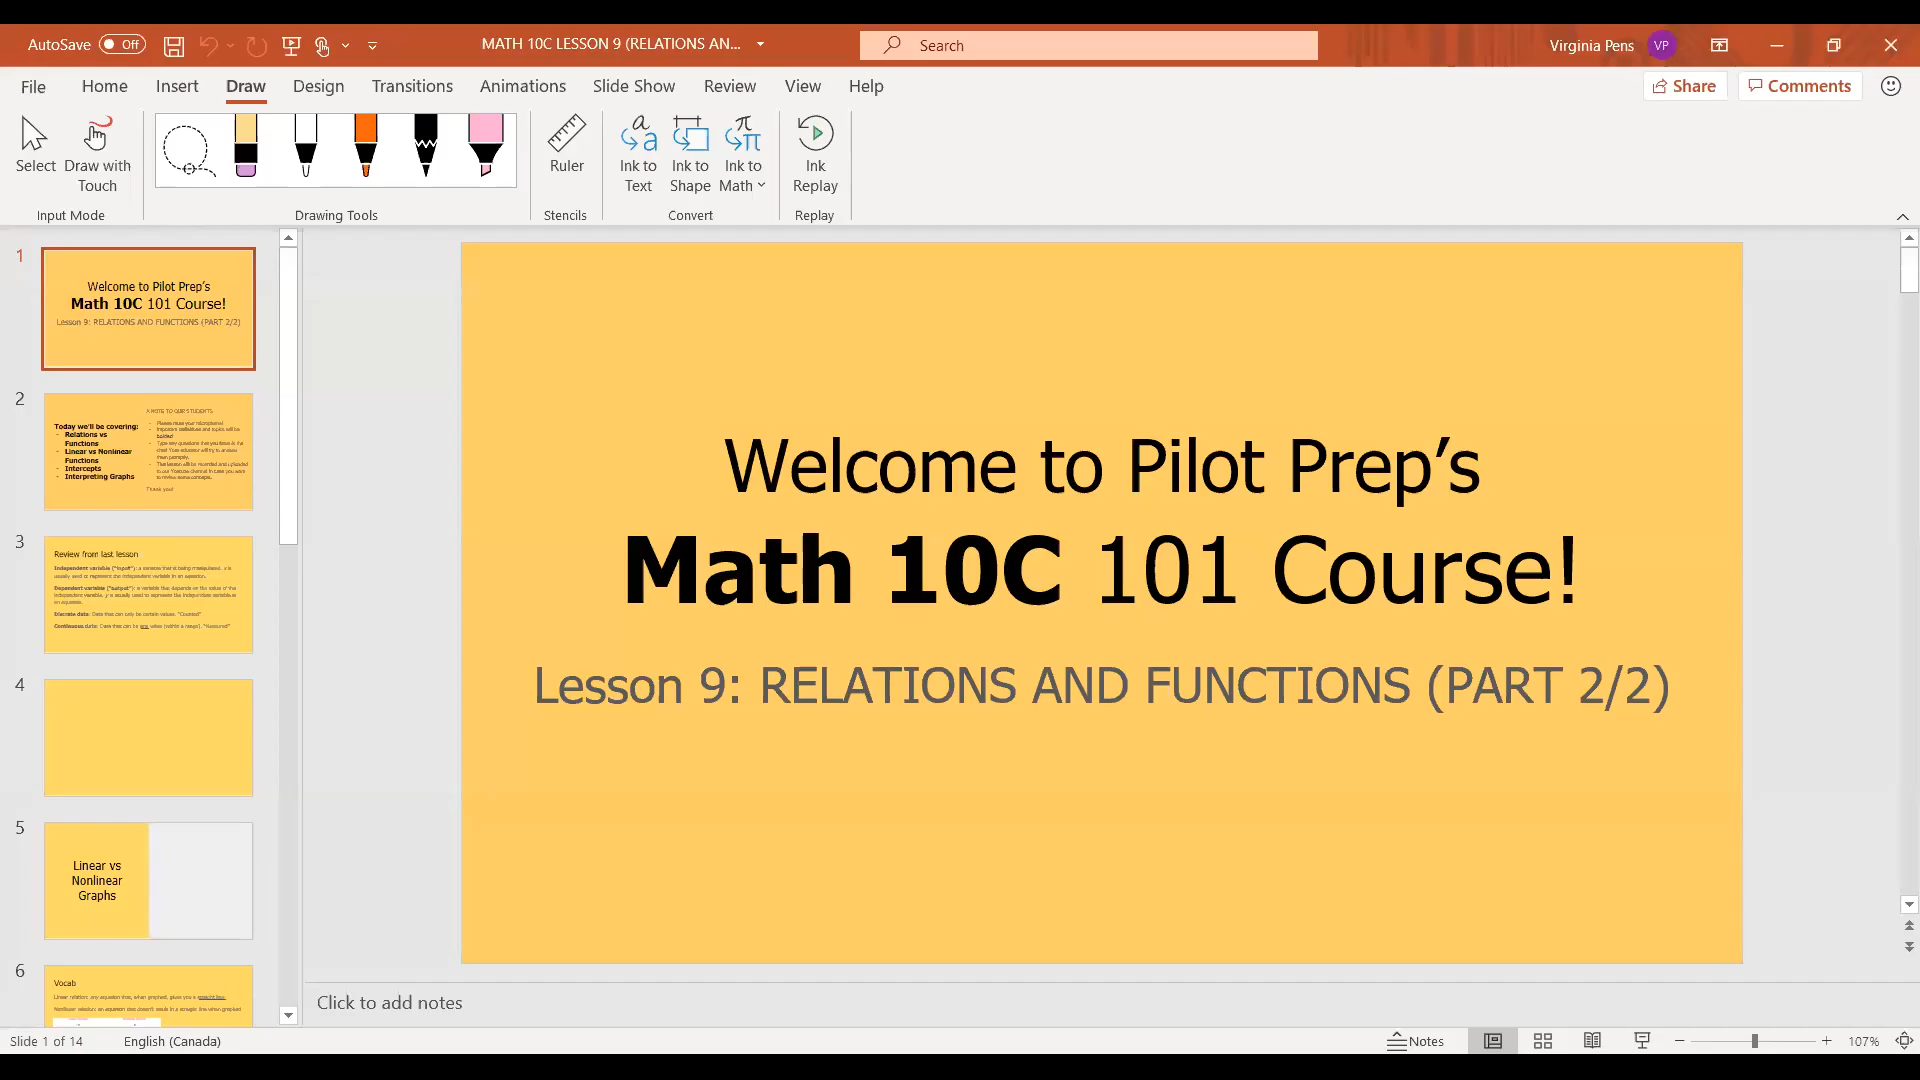 AutoSave Off
MATH 10C LESSON 9 (RELATIONS AN...
Search
Virginia Pens VP
File Home Insert Draw Design Transitions Animations Slide Show Review View Help
Share Comments
Select
Draw with Touch
Input Mode
Drawing Tools
Ruler
Stencils
Ink to Text
Ink to Shape
Ink to Math
Convert
Ink Replay
Replay
1
Welcome to Pilot Prep's
Math 10C 101 Course!
Lesson 9: RELATIONS AND FUNCTIONS (PART 2/2)
2
Today we'll be covering:
- Relations vs
Functions
- Linear vs Nonlinear
Functions
- Intercepts
- Interpreting Graphs
A NOTE TO OUR STUDENTS
Thank you!
3
Review from last lesson
4
5
Linear vs
Nonlinear
Graphs
6
Vocab
Welcome to Pilot Prep’s
Math 10C 101 Course!
Lesson 9: RELATIONS AND FUNCTIONS (PART 2/2)
Click to add notes
Slide 1 of 14 English (Canada)
Notes
107%